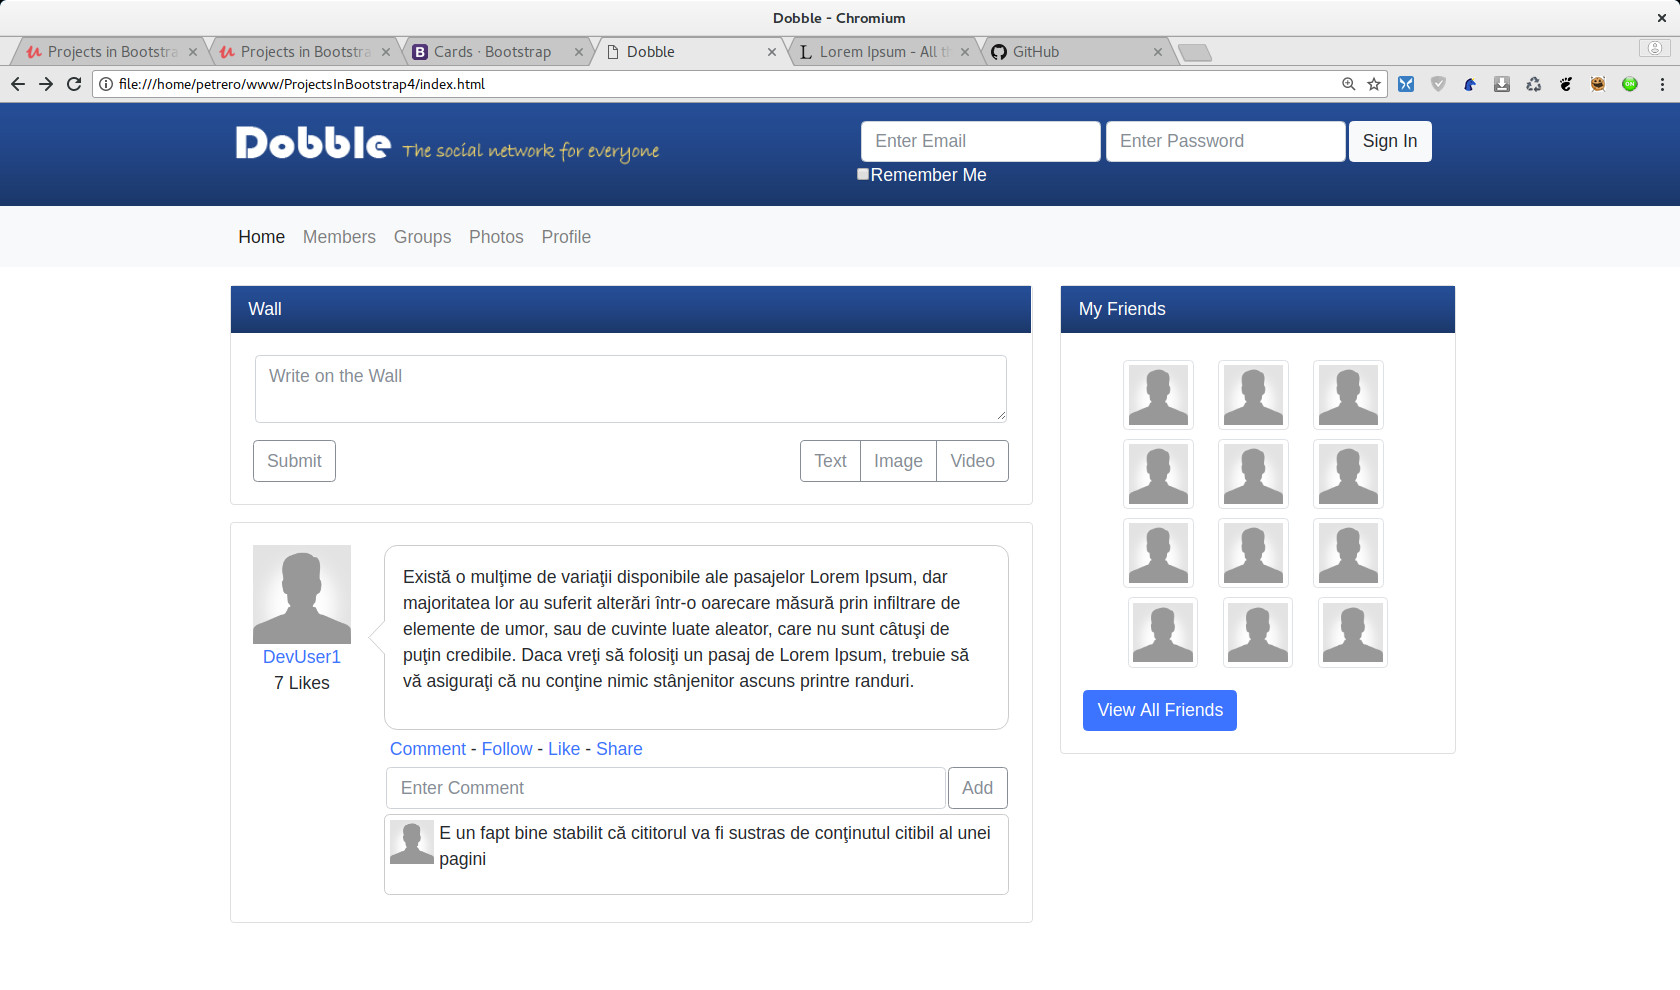 Dobble - Chromium
Projects in Bootstra
Projects in Bootstra
Cards · Bootstrap
Dobble
Lorem Ipsum - All t
GitHub
file:///home/petrero/www/ProjectsInBootstrap4/index.html
Dobble The social network for everyone
Enter Email
Enter Password
Sign In
Remember Me
Home
Members
Groups
Photos
Profile
Wall
Write on the Wall
Submit
Text
Image
Video
DevUser1
7 Likes
Există o mulţime de variaţii disponibile ale pasajelor Lorem Ipsum, dar
majoritatea lor au suferit alterări într-o oarecare măsură prin infiltrare de
elemente de umor, sau de cuvinte luate aleator, care nu sunt câtuşi de
puţin credibile. Daca vreţi să folosiţi un pasaj de Lorem Ipsum, trebuie să
vă asiguraţi că nu conţine nimic stânjenitor ascuns printre randuri.
Comment - Follow - Like - Share
Enter Comment
Add
E un fapt bine stabilit că cititorul va fi sustras de conţinutul citibil al unei
pagini
My Friends
View All Friends